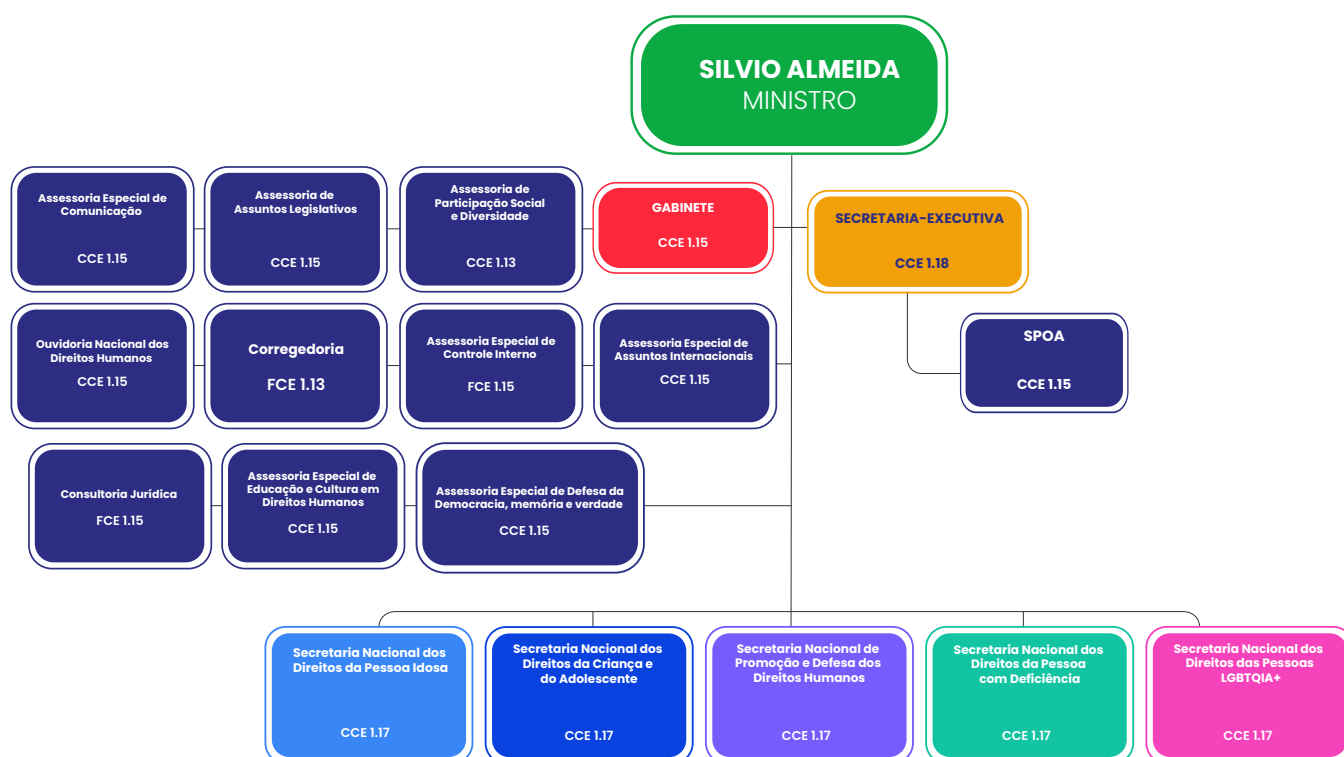 SILVIO ALMEIDA
MINISTRO
Assessoria Especial de
Comunicação
CCE 1.15
Assessoria de
Assuntos Legislativos
CCE 1.15
Assessoria de
Participação Social
e Diversidade
CCE 1.13
GABINETE
CCE 1.15
SECRETARIA-EXECUTIVA
CCE 1.18
Ouvidoria Nacional dos
Direitos Humanos
CCE 1.15
Corregedoria
FCE 1.13
Assessoria Especial de
Controle Interno
FCE 1.15
Assessoria Especial de
Assuntos Internacionais
CCE 1.15
SPOA
CCE 1.15
Consultoria Jurídica
FCE 1.15
Assessoria Especial de
Educação e Cultura em
Direitos Humanos
CCE 1.15
Assessoria Especial de Defesa da
Democracia, memória e verdade
CCE 1.15
Secretaria Nacional dos
Direitos da Pessoa Idosa
CCE 1.17
Secretaria Nacional dos
Direitos da Criança e
do Adolescente
CCE 1.17
Secretaria Nacional de
Promoção e Defesa dos
Direitos Humanos
CCE 1.17
Secretaria Nacional dos
Direitos da Pessoa
com Deficiência
CCE 1.17
Secretaria Nacional dos
Direitos das Pessoas
LGBTQIA+
CCE 1.17